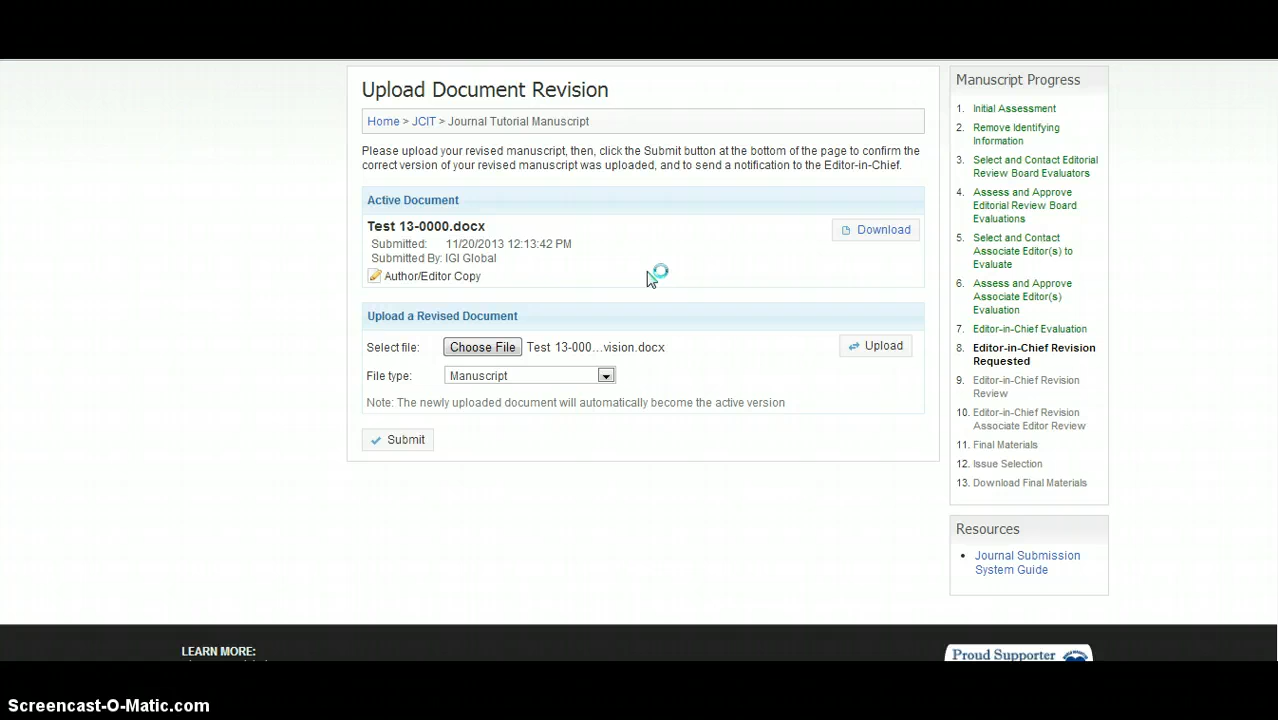 Upload Document Revision
Home > JCIT > Journal Tutorial Manuscript
Please upload your revised manuscript, then, click the Submit button at the bottom of the page to confirm the
correct version of your revised manuscript was uploaded, and to send a notification to the Editor-in-Chief.
Active Document
Test 13-0000.docx
Download
Submitted: 11/20/2013 12:13:42 PM
Submitted By: IGI Global
Author/Editor Copy
Upload a Revised Document
Select file: Choose File Test 13-000...vision.docx
Upload
File type: Manuscript
Note: The newly uploaded document will automatically become the active version
Submit
Manuscript Progress
1. Initial Assessment
2. Remove Identifying
Information
3. Select and Contact Editorial
Review Board Evaluators
4. Assess and Approve
Editorial Review Board
Evaluations
5. Select and Contact
Associate Editor(s) to
Evaluate
6. Assess and Approve
Associate Editor(s)
Evaluation
7. Editor-in-Chief Evaluation
8. Editor-in-Chief Revision
Requested
9. Editor-in-Chief Revision
Review
10. Editor-in-Chief Revision
Associate Editor Review
11. Final Materials
12. Issue Selection
13. Download Final Materials
Resources
• Journal Submission
System Guide
LEARN MORE:
Proud Supporter
Screencast-O-Matic.com